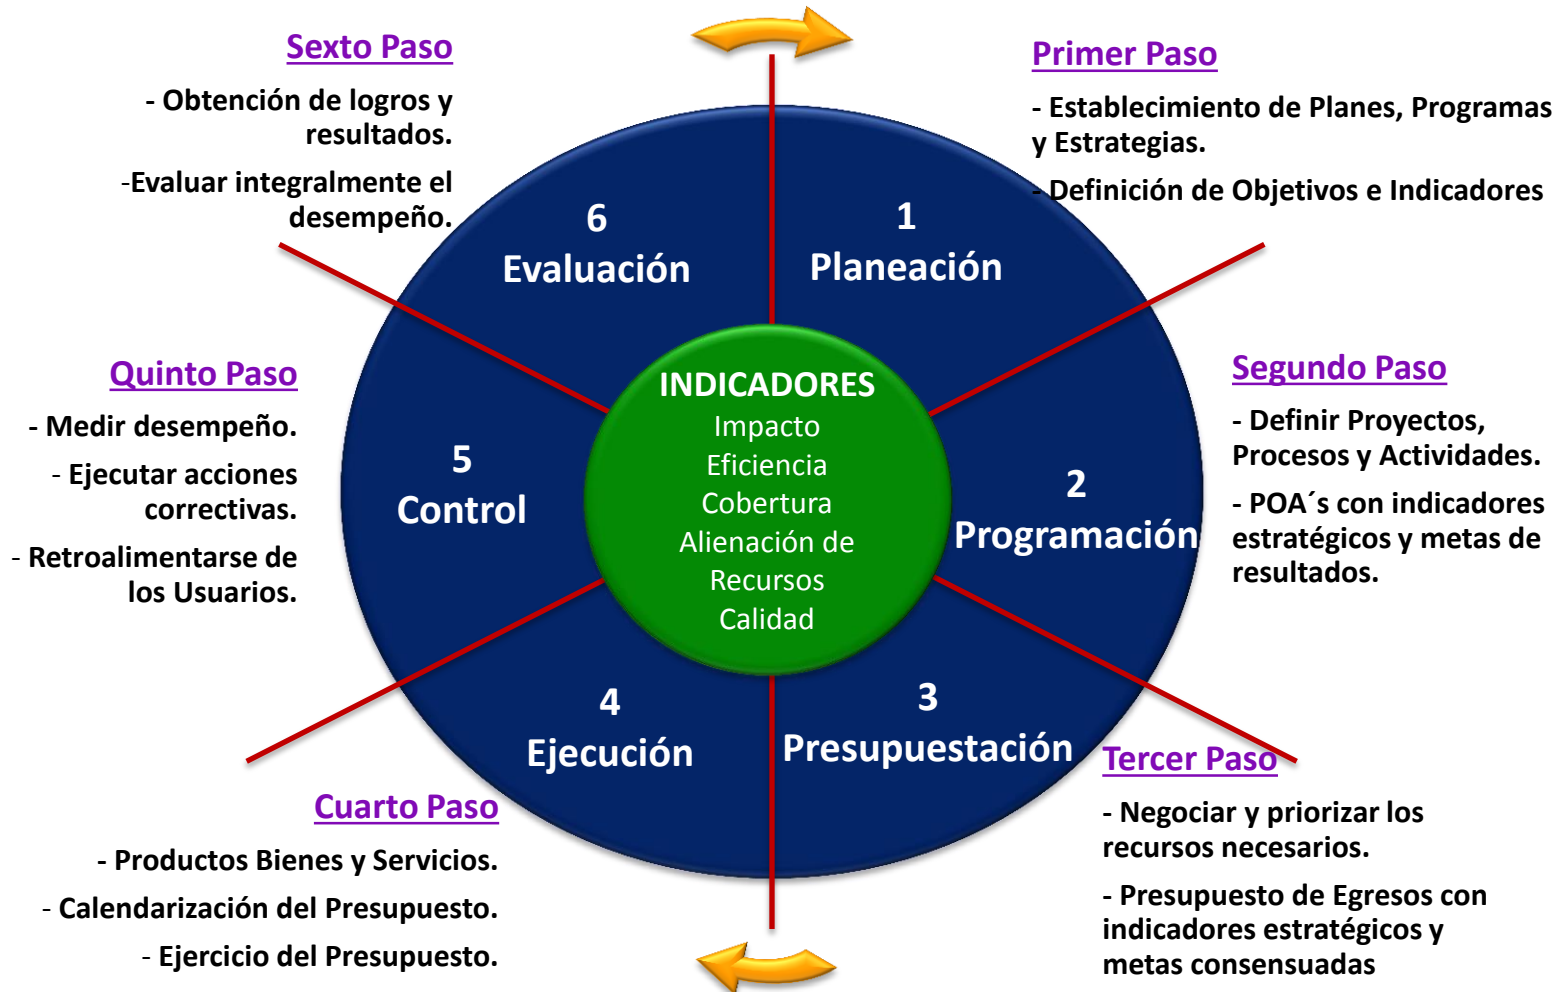 Primer Paso
- Establecimiento de Planes, Programas
y Estrategias.
- Definición de Objetivos e Indicadores
1
Planeación
Segundo Paso
- Definir Proyectos,
Procesos y Actividades.
- POA´s con indicadores
estratégicos y metas de
resultados.
2
Programación
Tercer Paso
- Negociar y priorizar los
recursos necesarios.
- Presupuesto de Egresos con
indicadores estratégicos y
metas consensuadas
3
Presupuestación
Cuarto Paso
- Productos Bienes y Servicios.
- Calendarización del Presupuesto.
- Ejercicio del Presupuesto.
4
Ejecución
Quinto Paso
- Medir desempeño.
- Ejecutar acciones
correctivas.
- Retroalimentarse de
los Usuarios.
5
Control
Sexto Paso
- Obtención de logros y
resultados.
-Evaluar integralmente el
desempeño.
6
Evaluación
INDICADORES
Impacto
Eficiencia
Cobertura
Alienación de
Recursos
Calidad